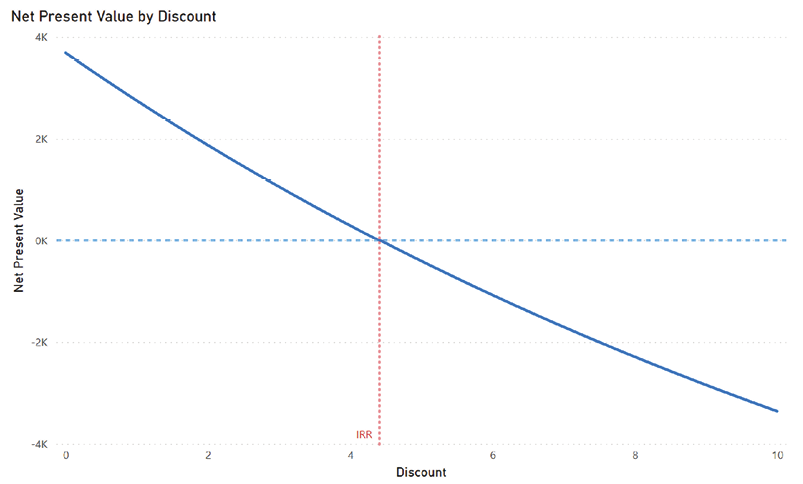 Net Present Value by Discount
4K
2K
0K
-2K
-4K
Net Present Value
IRR
0 2 4 6 8 10
Discount